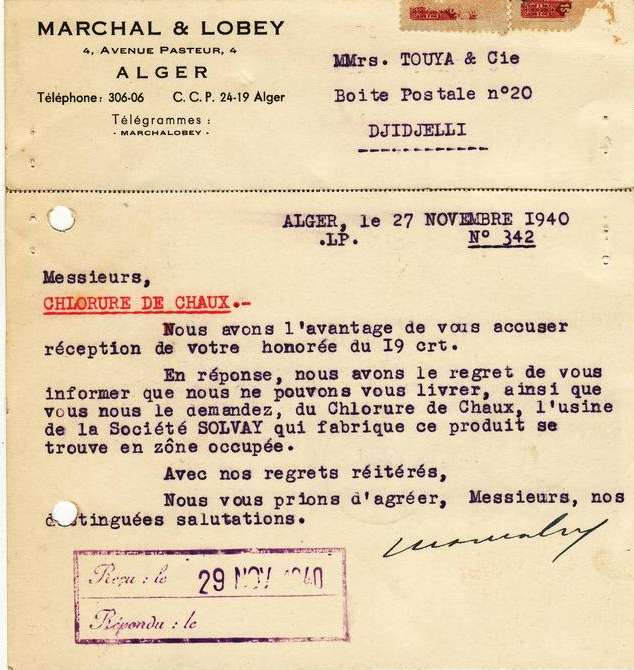 MARCHAL & LOBEY
4, AVENUE PASTEUR, 4
ALGER
Téléphone: 306-06 C. C. P. 24-19 Alger
Télégrammes :
- MARCHALOBEY -
MMrs. TOUYA & Cie
Boite Postale n°20
DJIDJELLI
ALGER, le 27 NOVEMBRE I940
.LP. N° 342
Messieurs,
CHLORURE DE CHAUX.-
Nous avons l'avantage de vous accuser
réception de votre honorée du I9 crt.
En réponse, nous avons le regret de vous
informer que nous ne pouvons vous livrer, ainsi que
vous nous le demandez, du Chlorure de Chaux, l'usine
de la Société SOLVAY qui fabrique ce produit se
trouve en zône occupée.
Avec nos regrets réitérés,
Nous vous prions d'agréer, Messieurs, nos
distinguées salutations.
Reçu : le 29 NOV 1940
Répondu : le